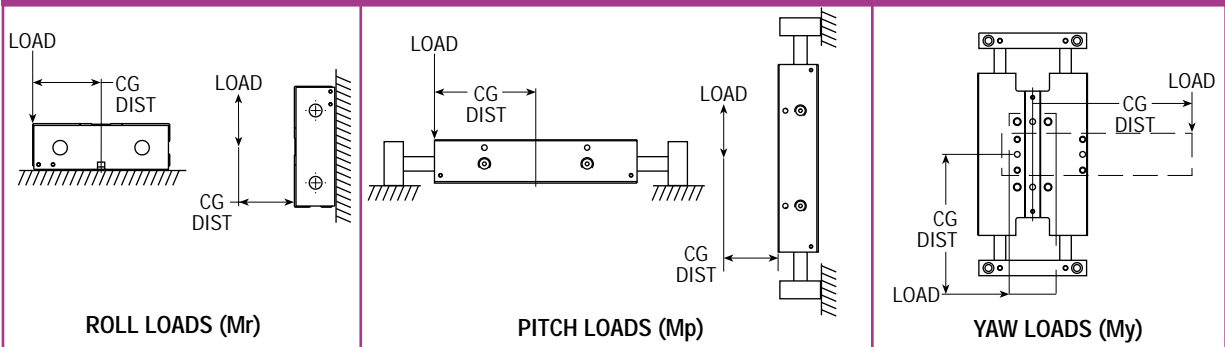 LOAD
CG
DIST
LOAD
CG
DIST
ROLL LOADS (Mr)
LOAD
CG
DIST
LOAD
CG
DIST
PITCH LOADS (Mp)
LOAD
CG
DIST
CG
DIST
LOAD
YAW LOADS (My)